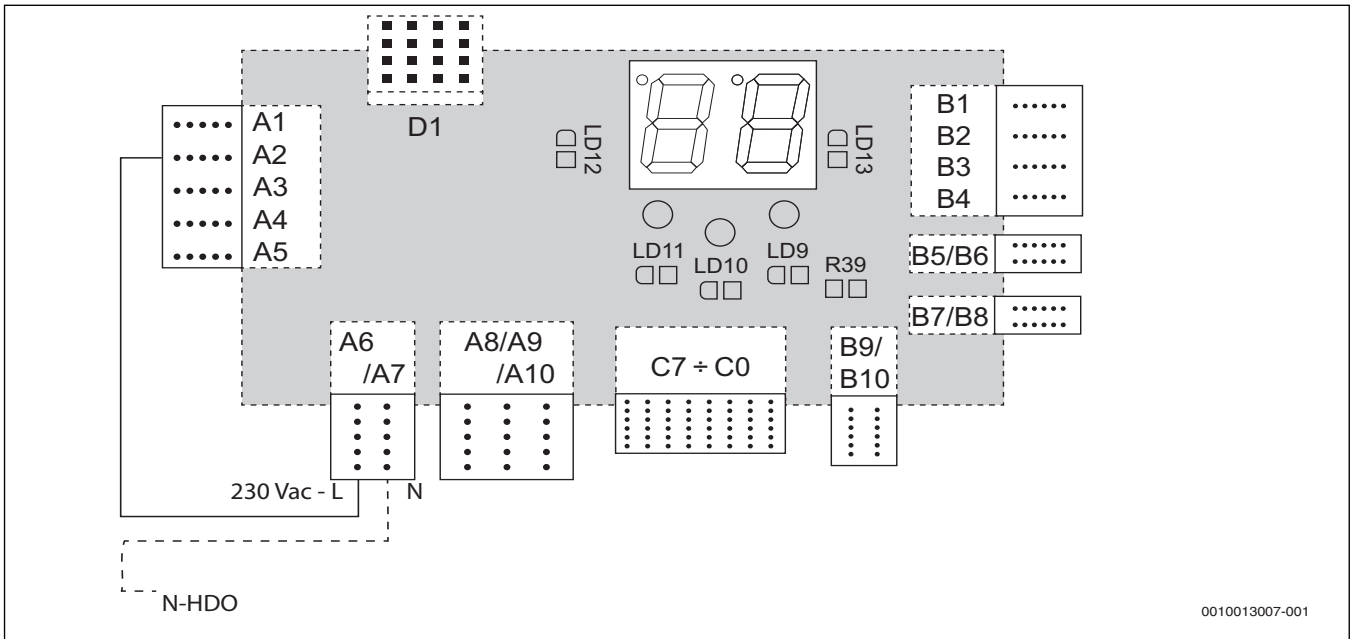 D1
A1
A2
A3
A4
A5
LD12
LD13
B1
B2
B3
B4
LD11
LD10
LD9
R39
B5/B6
B7/B8
A6
/A7
A8/A9
/A10
C7 ÷ C0
B9/
B10
230 Vac - L
N
N-HDO
0010013007-001